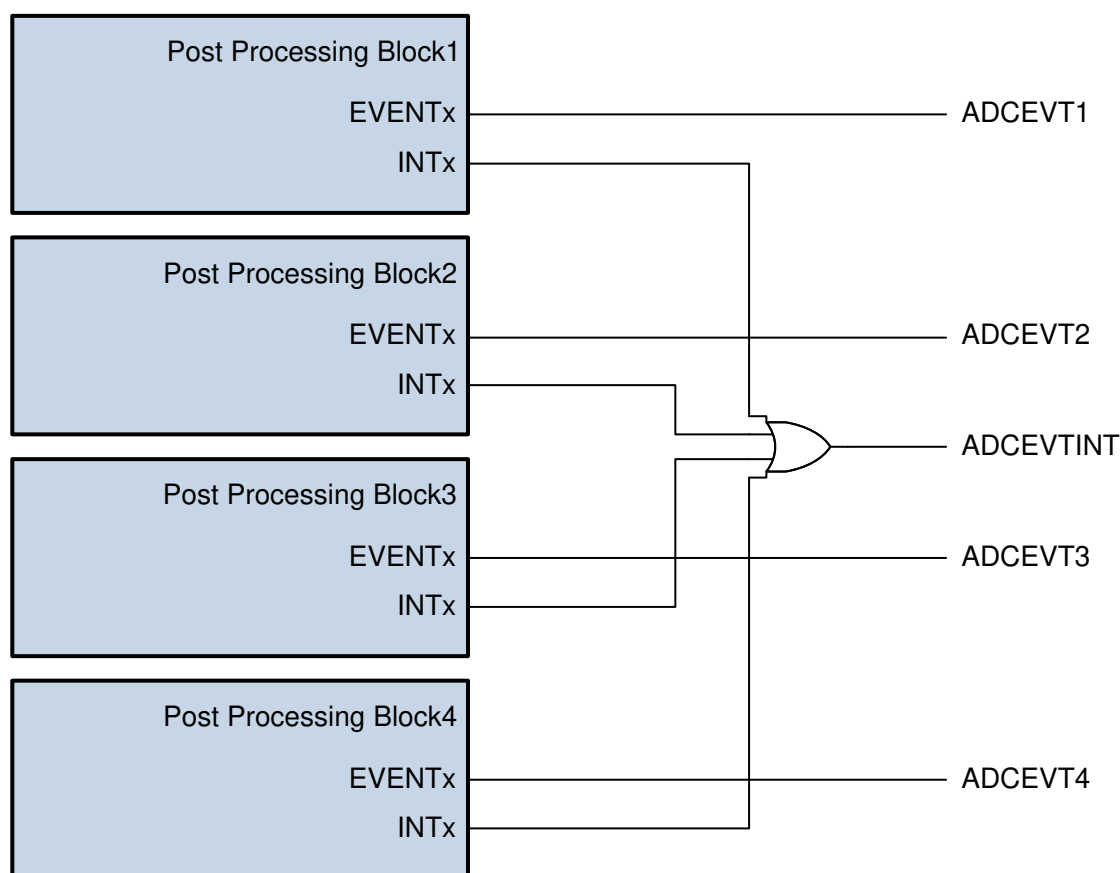 Post Processing Block1
EVENTx
ADCEVT1
INTx
Post Processing Block2
EVENTx
ADCEVT2
INTx
ADCEVTINT
Post Processing Block3
EVENTx
ADCEVT3
INTx
Post Processing Block4
EVENTx
ADCEVT4
INTx